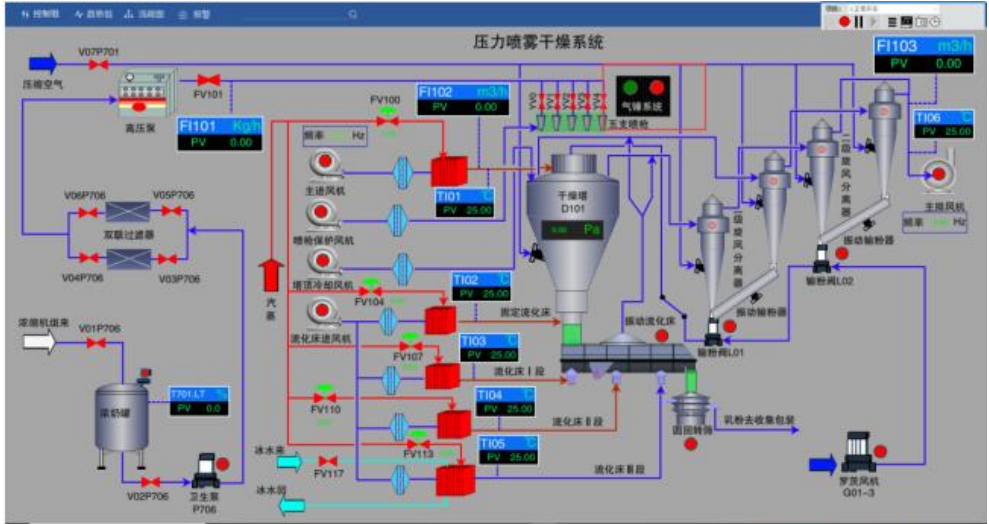 控制组
趋势组
流程图
报警
压力喷雾干燥系统
V07P701
压缩空气
高压泵
FV101
FI101 Kg/h
PV 0.00
FV100
频率 Hz
主进风机
FI102 m3/h
PV 0.00
YV0
YV1
YV2
YV3
YV4
五支喷枪
气锤系统
FI103 m3/h
PV 0.00
TI06 ℃
PV 25.00
主排风机
频率 Hz
TI01 ℃
PV 25.00
干燥塔
D101
0.00 Pa
二级旋风分离器
一级旋风分离器
振动输粉器
输粉阀L02
振动输粉器
输粉阀L01
V06P706
V05P706
双联过滤器
V04P706
V03P706
喷枪保护风机
塔顶冷却风机
汽蒸
流化床进风机
FV104
TI02 ℃
PV 25.00
固定流化床
振动流化床
FV107
TI03 ℃
PV 25.00
流化床Ⅰ段
FV110
TI04 ℃
PV 25.00
流化床Ⅱ段
FV113
TI05 ℃
PV 25.00
流化床Ⅲ段
冰水来
FV117
冰水回
浓缩机组来
V01P706
浓奶罐
T701.LT %
PV 0.0
V02P706
卫生泵
P706
固回转筛
乳粉去收集包装
罗茨风机
G01-3